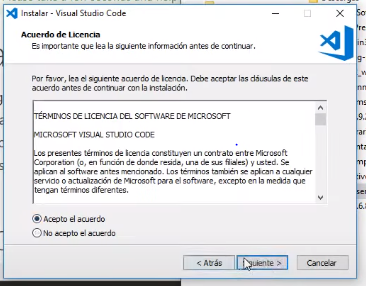 Instalar - Visual Studio Code
Acuerdo de Licencia
Es importante que lea la siguiente información antes de continuar.
Por favor, lea el siguiente acuerdo de licencia. Debe aceptar las cláusulas de este
acuerdo antes de continuar con la instalación.
TÉRMINOS DE LICENCIA DEL SOFTWARE DE MICROSOFT
MICROSOFT VISUAL STUDIO CODE
Los presentes términos de licencia constituyen un contrato entre Microsoft
Corporation (o, en función de donde resida, una de sus filiales) y usted. Se
aplican al software antes mencionado. Los términos también se aplican a cualquier
servicio o actualización de Microsoft para el software, excepto en la medida que
tengan términos diferentes.
Acepto el acuerdo
No acepto el acuerdo
< Atrás
Siguiente >
Cancelar